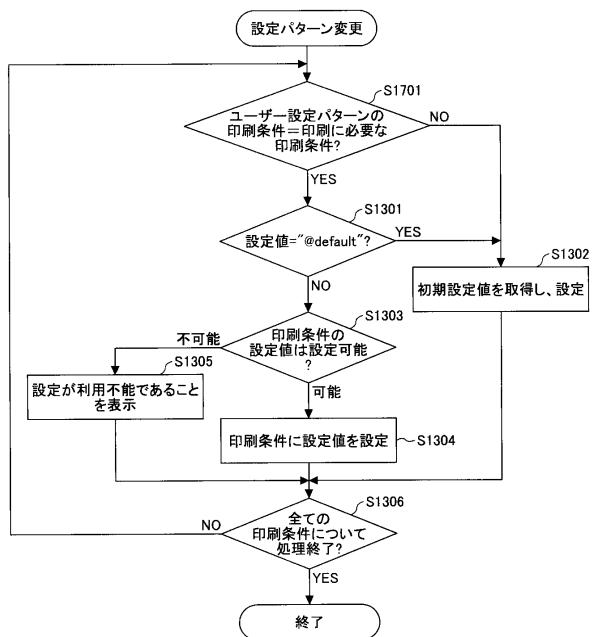 設定パターン変更
S1701
ユーザー設定パターンの
印刷条件＝印刷に必要な
印刷条件?
NO
YES
S1301
設定値="@default"?
YES
NO
S1302
初期設定値を取得し、設定
S1303
印刷条件の
設定値は設定可能
?
不可能
可能
S1305
設定が利用不能であること
を表示
印刷条件に設定値を設定
S1304
S1306
全ての
印刷条件について
処理終了?
NO
YES
終了